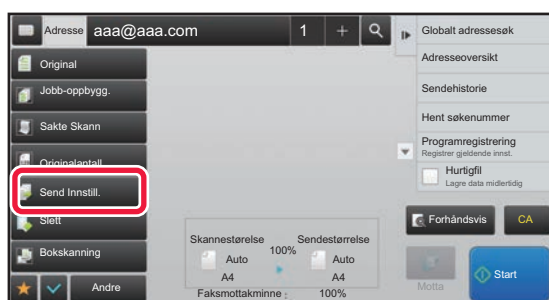 Adresse aaa@aaa.com 1 +
Original
Jobb-oppbygg.
Sakte Skann
Originalantall
Send Innstill.
Slett
Bokskanning
Andre
Skannestørelse 100% Sendestørrelse
Auto Auto
A4 A4
Faksmottakminne : 100%
Globalt adressesøk
Adresseoversikt
Sendehistorie
Hent søkenummer
Programregistrering
Registrer gjeldende innst.
Hurtigfil
Lagre data midlertidig
Forhåndsvis CA
Motta Start